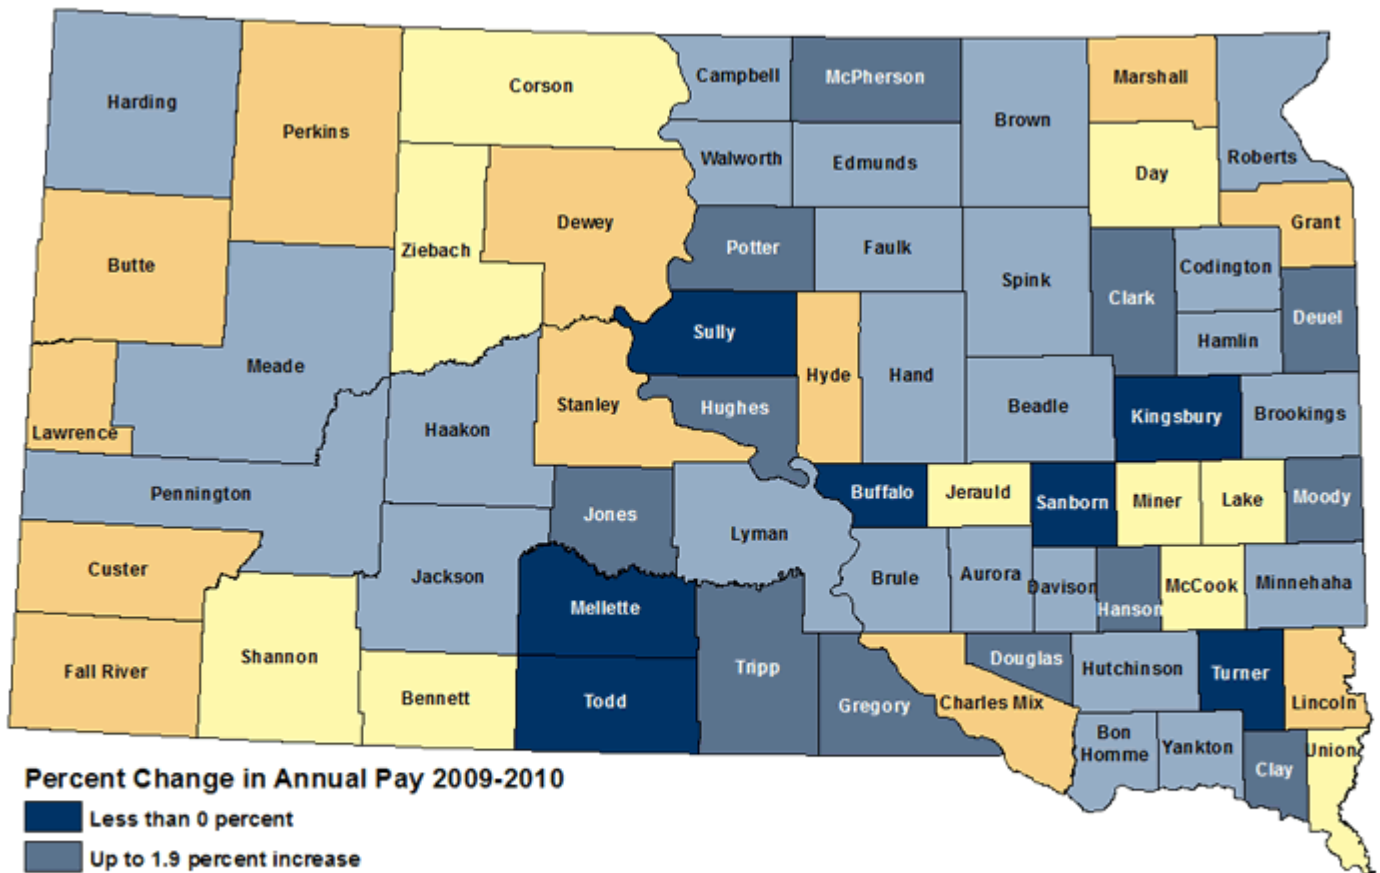 Harding
Perkins
Corson
Campbell
McPherson
Brown
Marshall
Roberts
Walworth
Edmunds
Day
Butte
Ziebach
Dewey
Potter
Faulk
Spink
Grant
Clark
Codington
Deuel
Hamlin
Meade
Sully
Hyde
Hand
Stanley
Hughes
Beadle
Kingsbury
Brookings
Lawrence
Haakon
Pennington
Jones
Lyman
Buffalo
Jerauld
Sanborn
Miner
Lake
Moody
Custer
Jackson
Mellette
Brule
Aurora
Davison
Hanson
McCook
Minnehaha
Fall River
Shannon
Bennett
Todd
Tripp
Gregory
Charles Mix
Douglas
Hutchinson
Turner
Lincoln
Bon
Homme
Yankton
Clay
Union
Percent Change in Annual Pay 2009-2010
Less than 0 percent
Up to 1.9 percent increase